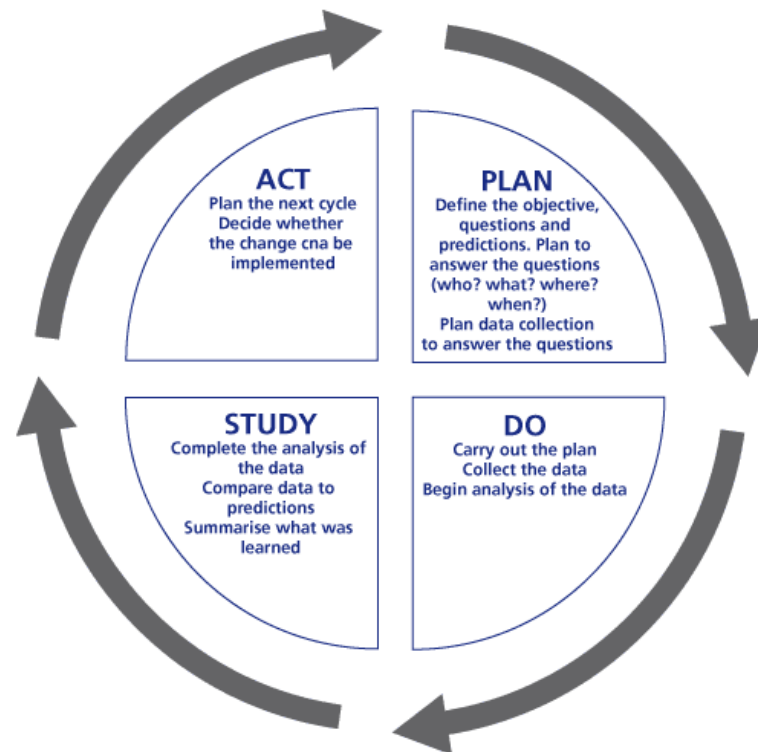 ACT
Plan the next cycle
Decide whether
the change cna be
implemented
PLAN
Define the objective,
questions and
predictions. Plan to
answer the questions
(who? what? where?
when?)
Plan data collection
to answer the questions
STUDY
Complete the analysis of
the data
Compare data to
predictions
Summarise what was
learned
DO
Carry out the plan
Collect the data
Begin analysis of the data